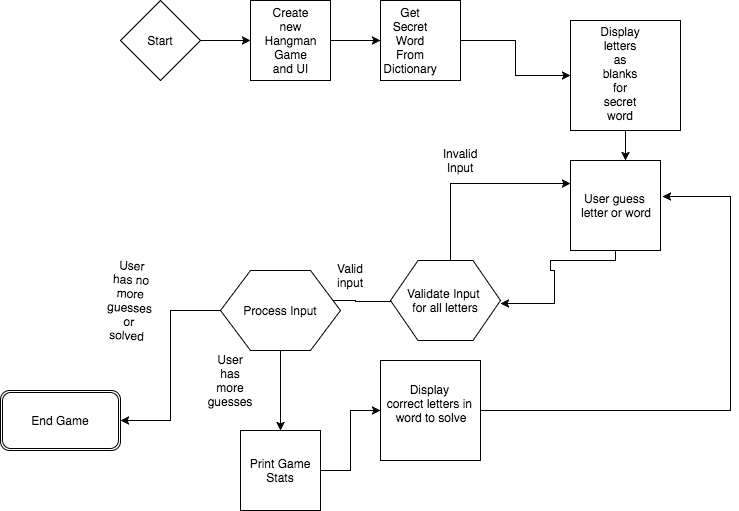 Start
Create
new
Hangman
Game
and UI
Get
Secret
Word
From
Dictionary
Display
letters
as
blanks
for
secret
word
Invalid
Input
User guess
letter or word
Validate Input
for all letters
Valid
input
Process Input
User
has no
more
guesses
or
solved
User
has
more
guesses
End Game
Print Game
Stats
Display
correct letters in
word to solve